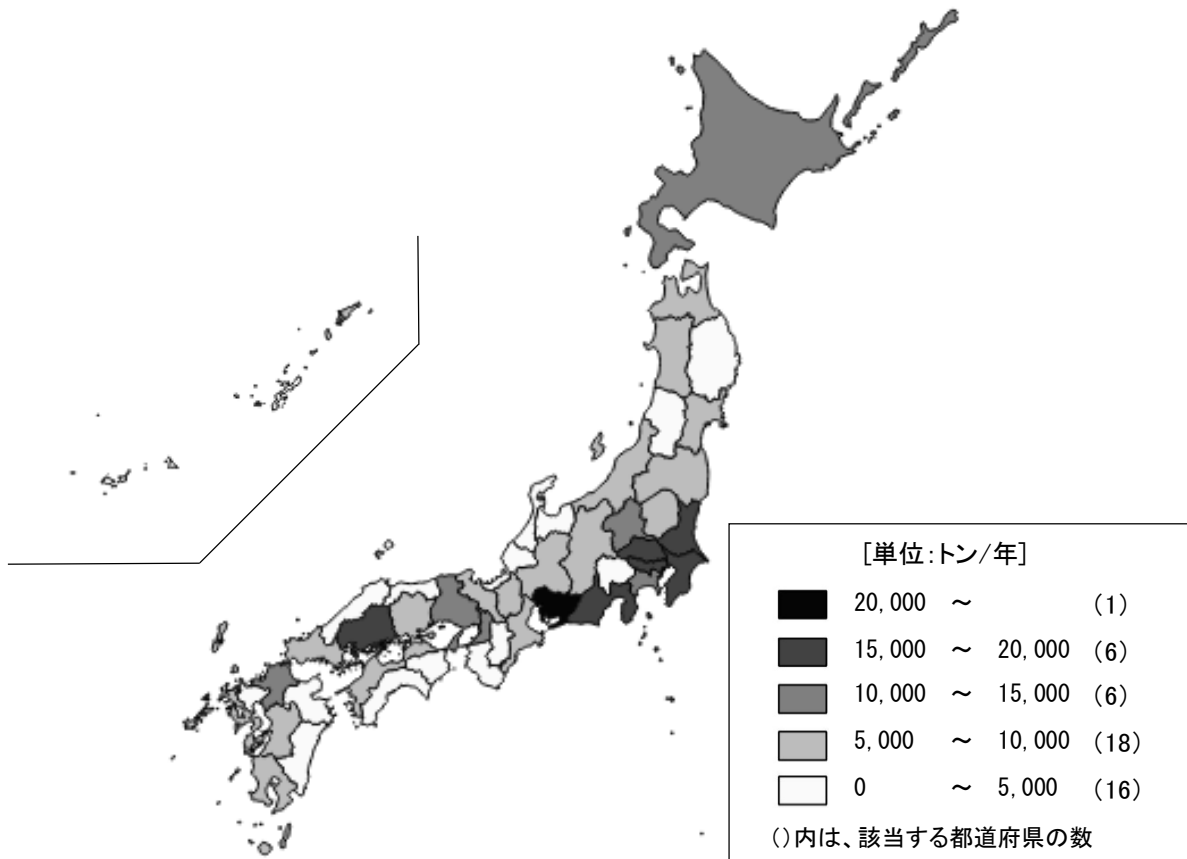 [単位:トン/年]
20,000 ～ (1)
15,000 ～ 20,000 (6)
10,000 ～ 15,000 (6)
5,000 ～ 10,000 (18)
0 ～ 5,000 (16)
()内は、該当する都道府県の数